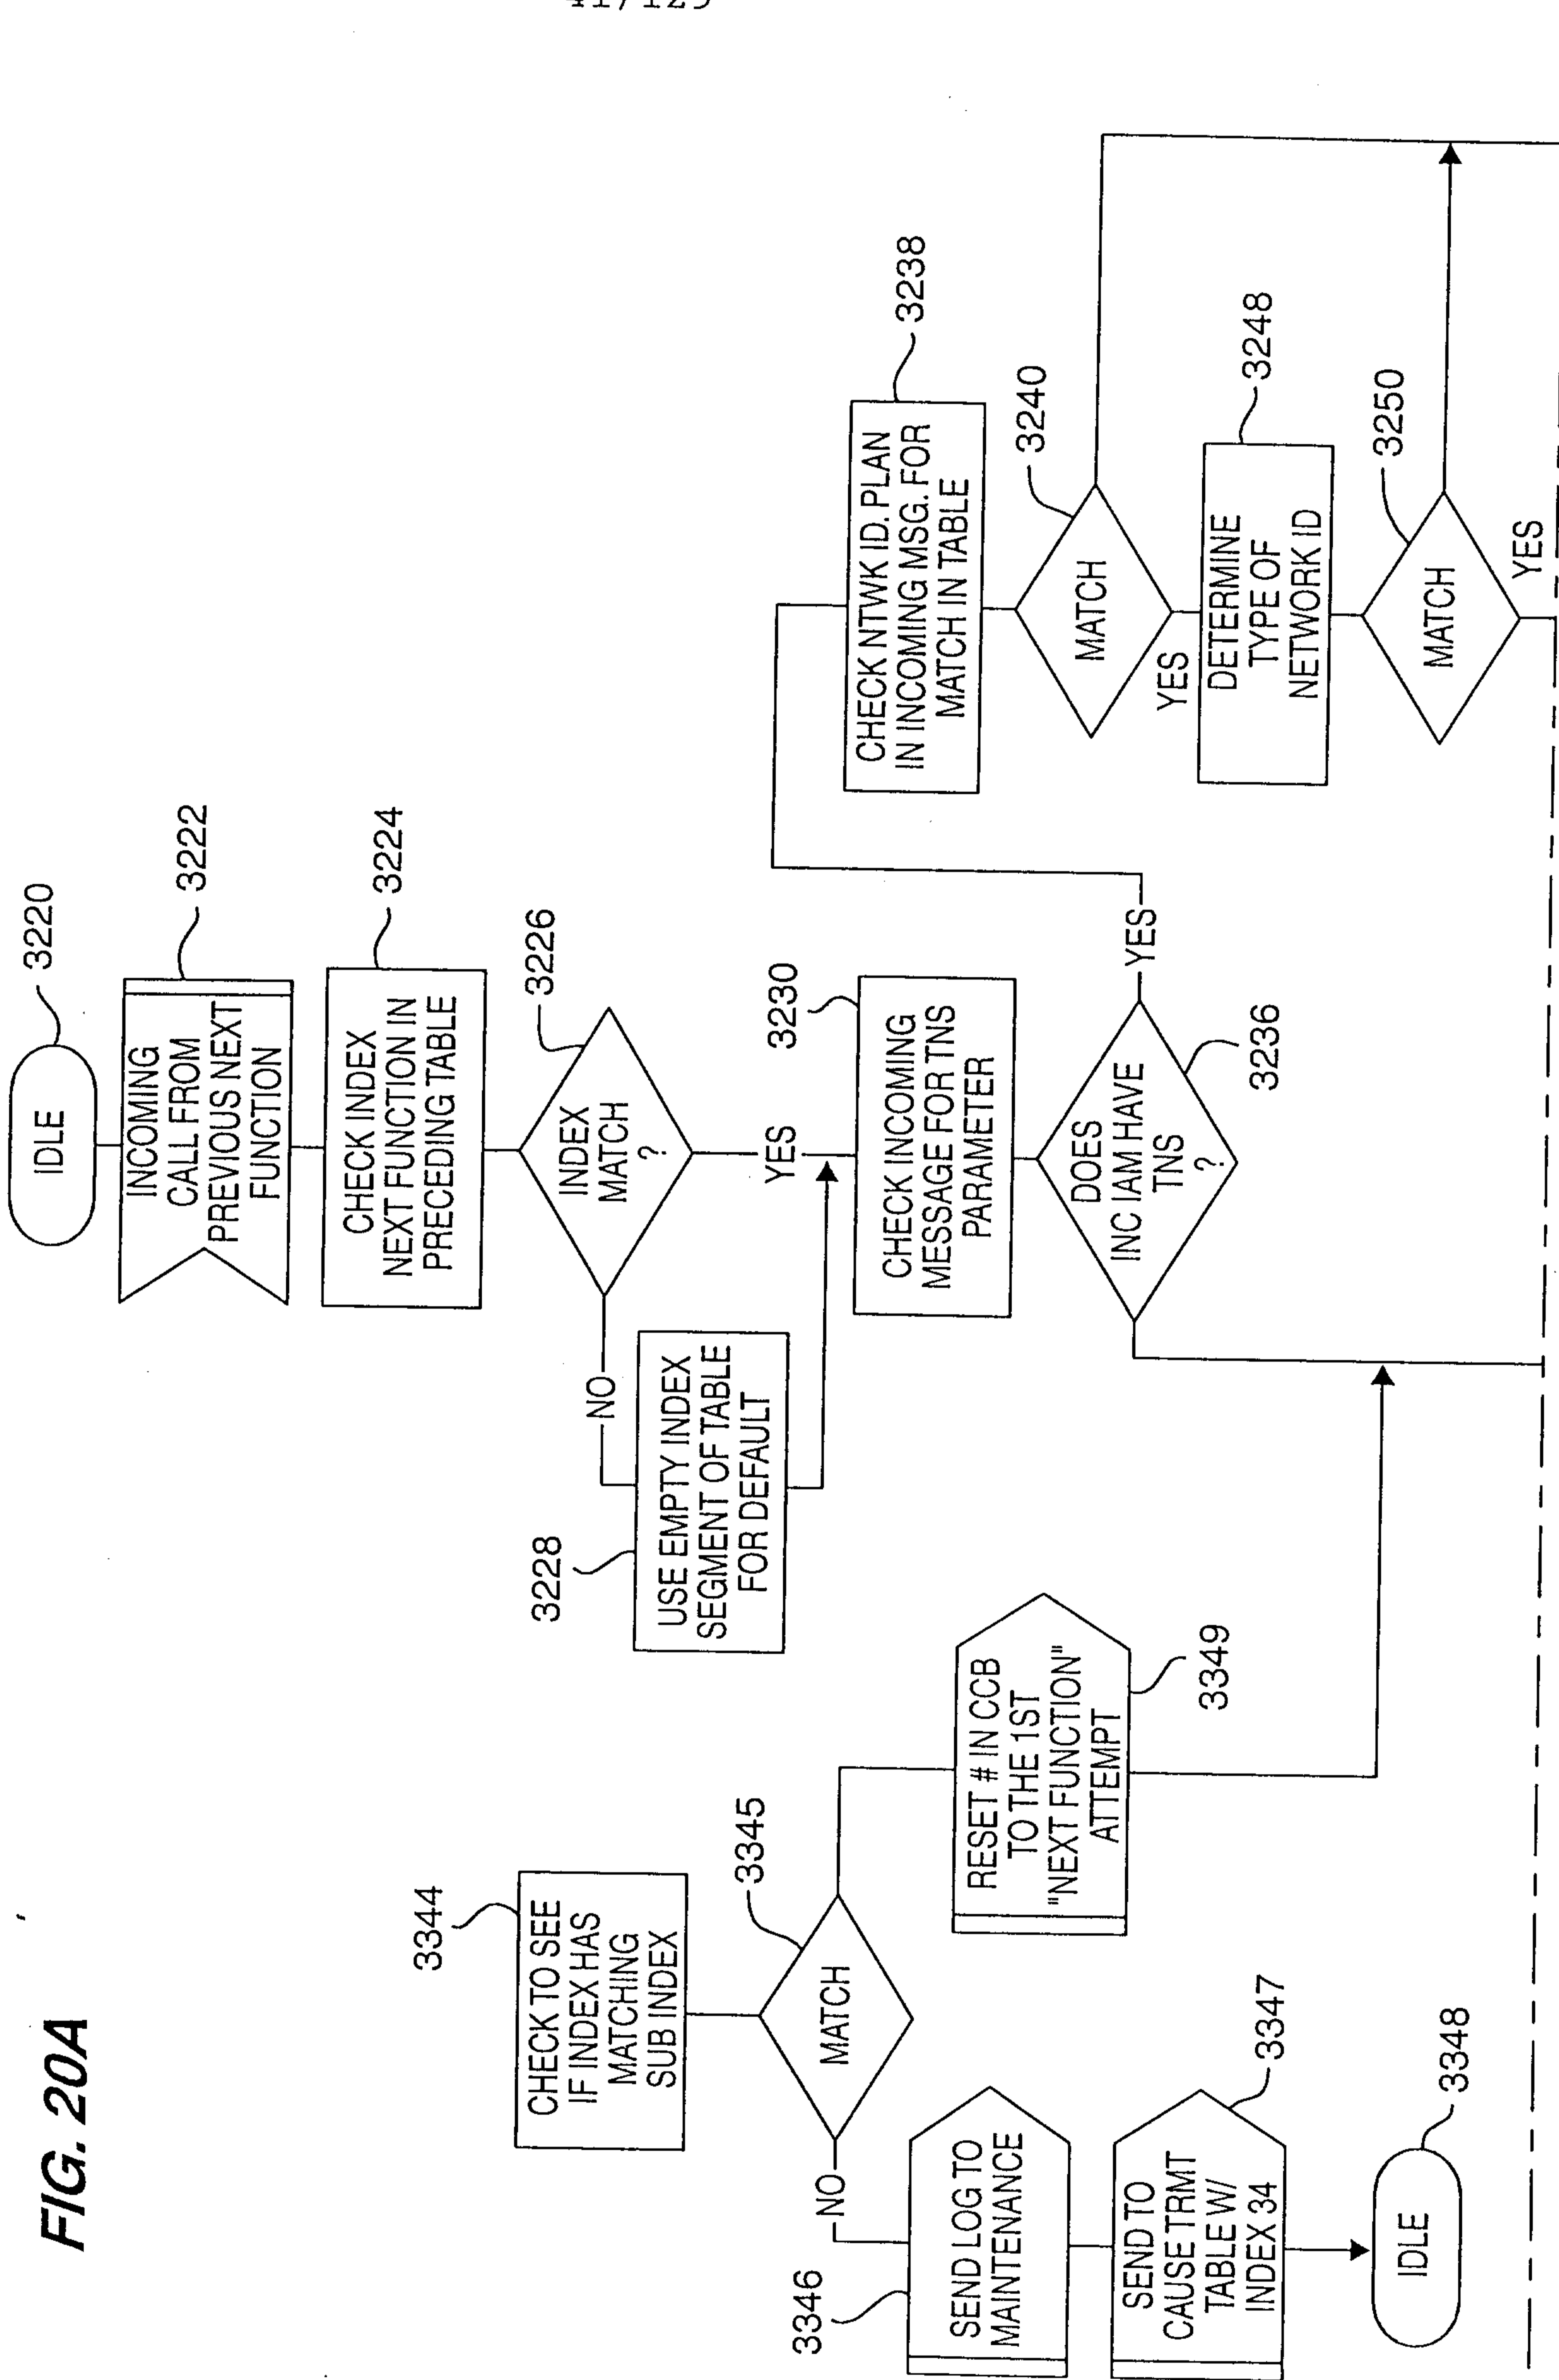 FIG. 20A
IDLE
3220
INCOMING
CALL FROM
PREVIOUS NEXT
FUNCTION
3222
CHECK INDEX
NEXT FUNCTION IN
PRECEDING TABLE
3224
INDEX
MATCH
?
3226
NO
YES
3228
USE EMPTY INDEX
SEGMENT OF TABLE
FOR DEFAULT
3230
CHECK INCOMING
MESSAGE FOR TNS
PARAMETER
DOES
INC IAM HAVE
TNS
?
YES
3236
CHECK NTWK ID. PLAN
IN INCOMING MSG. FOR
MATCH IN TABLE
3238
MATCH
3240
YES
DETERMINE
TYPE OF
NETWORK ID
3248
MATCH
3250
YES
3344
CHECK TO SEE
IF INDEX HAS
MATCHING
SUB INDEX
MATCH
3345
NO
3346
SEND LOG TO
MAINTENANCE
SEND TO
CAUSE TRMT
TABLE W/
INDEX 34
3347
IDLE
3348
RESET # IN CCB
TO THE 1ST
"NEXT FUNCTION"
ATTEMPT
3349